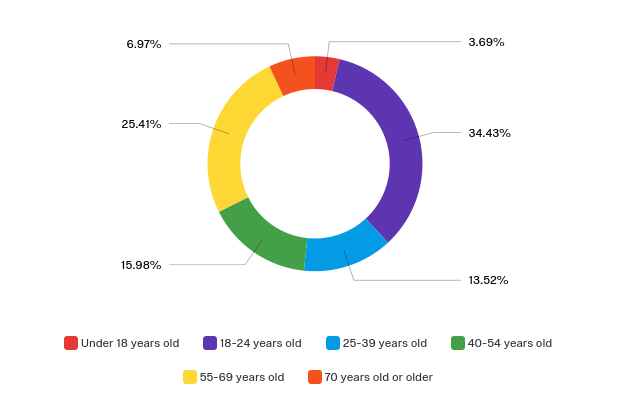 6.97%
3.69%
25.41%
34.43%
15.98%
13.52%
Under 18 years old
18-24 years old
25-39 years old
40-54 years old
55-69 years old
70 years old or older